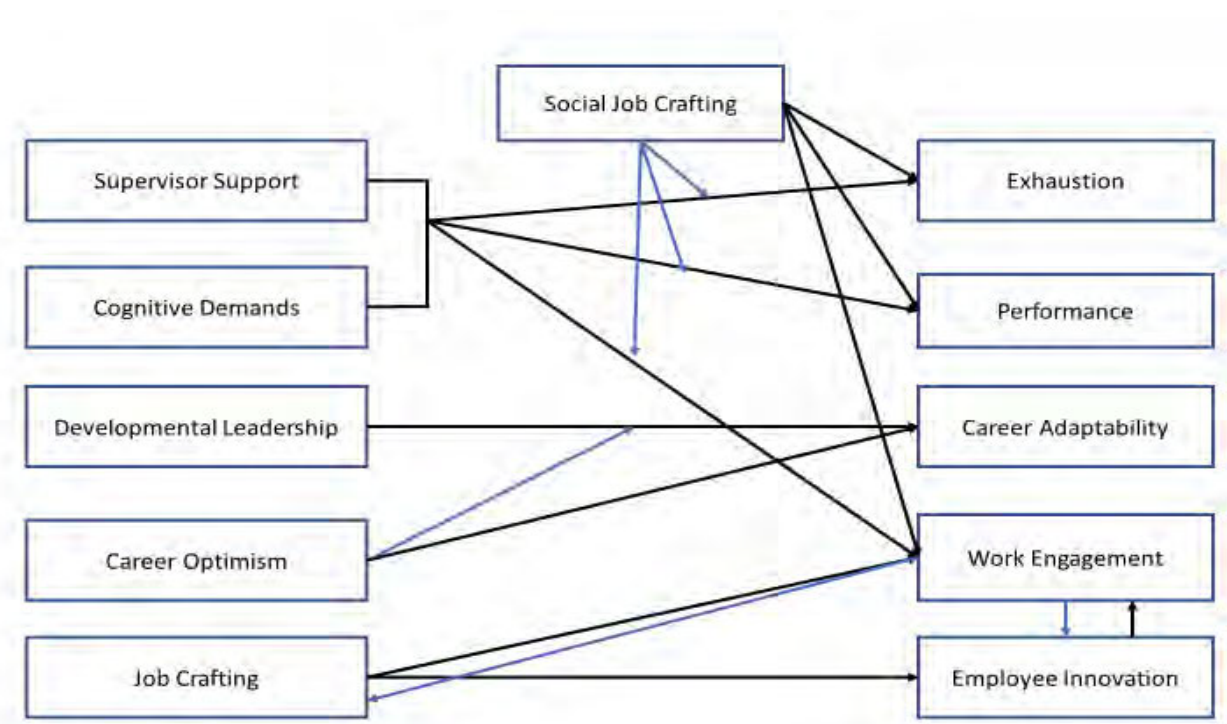 Social Job Crafting
Supervisor Support
Exhaustion
Cognitive Demands
Performance
Developmental Leadership
Career Adaptability
Career Optimism
Work Engagement
Job Crafting
Employee Innovation